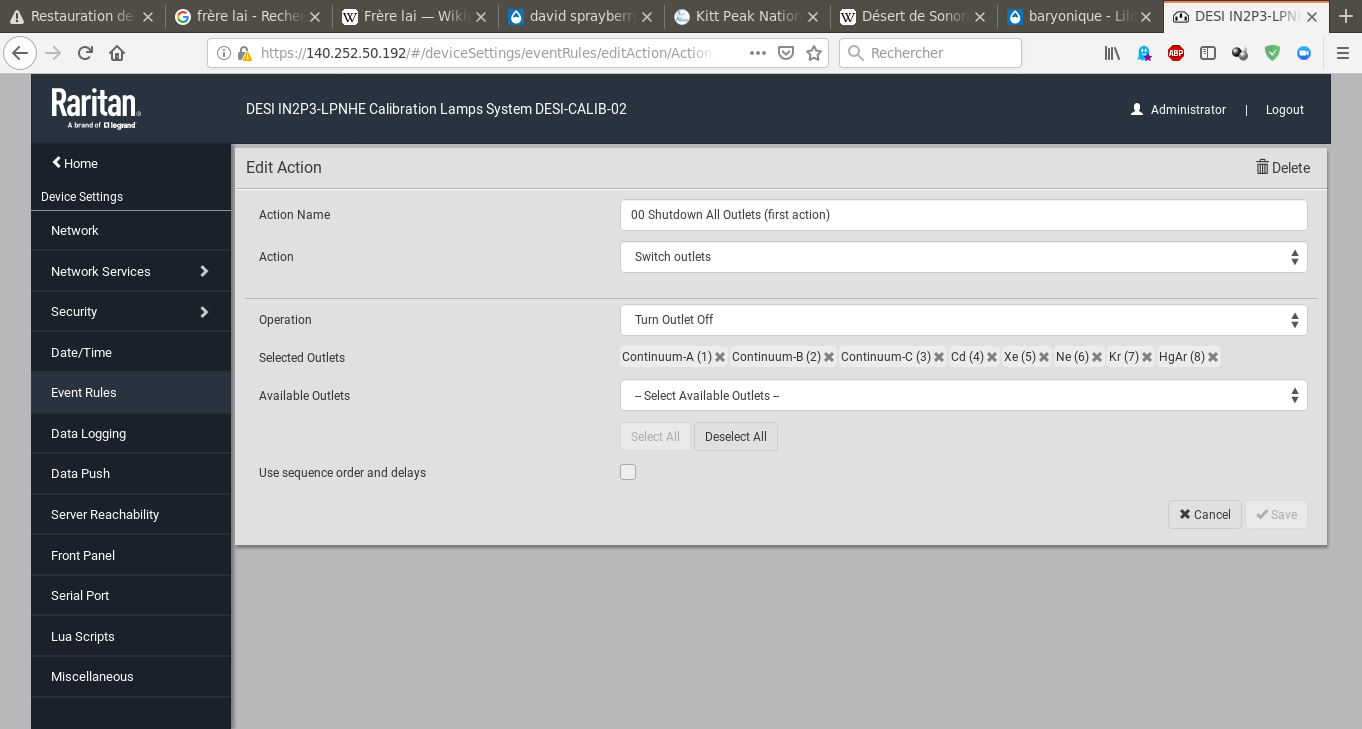 Restauration de
frère lai - Reche
Frère lai — Wiki
david sprayberry
Kitt Peak Nation
Désert de Sonor
baryonique - Lilo
DESI IN2P3-LPNH
https://140.252.50.192/#/deviceSettings/eventRules/editAction/Action
Rechercher
ABP
Raritan®
A brand of legrand
DESI IN2P3-LPNHE Calibration Lamps System DESI-CALIB-02
Administrator | Logout
Home
Device Settings
Network
Network Services
Security
Date/Time
Event Rules
Data Logging
Data Push
Server Reachability
Front Panel
Serial Port
Lua Scripts
Miscellaneous
Edit Action
Delete
Action Name
00 Shutdown All Outlets (first action)
Action
Switch outlets
Operation
Turn Outlet Off
Selected Outlets
Continuum-A (1) Continuum-B (2) Continuum-C (3) Cd (4) Xe (5) Ne (6) Kr (7) HgAr (8)
Available Outlets
-- Select Available Outlets --
Select All Deselect All
Use sequence order and delays
Cancel Save